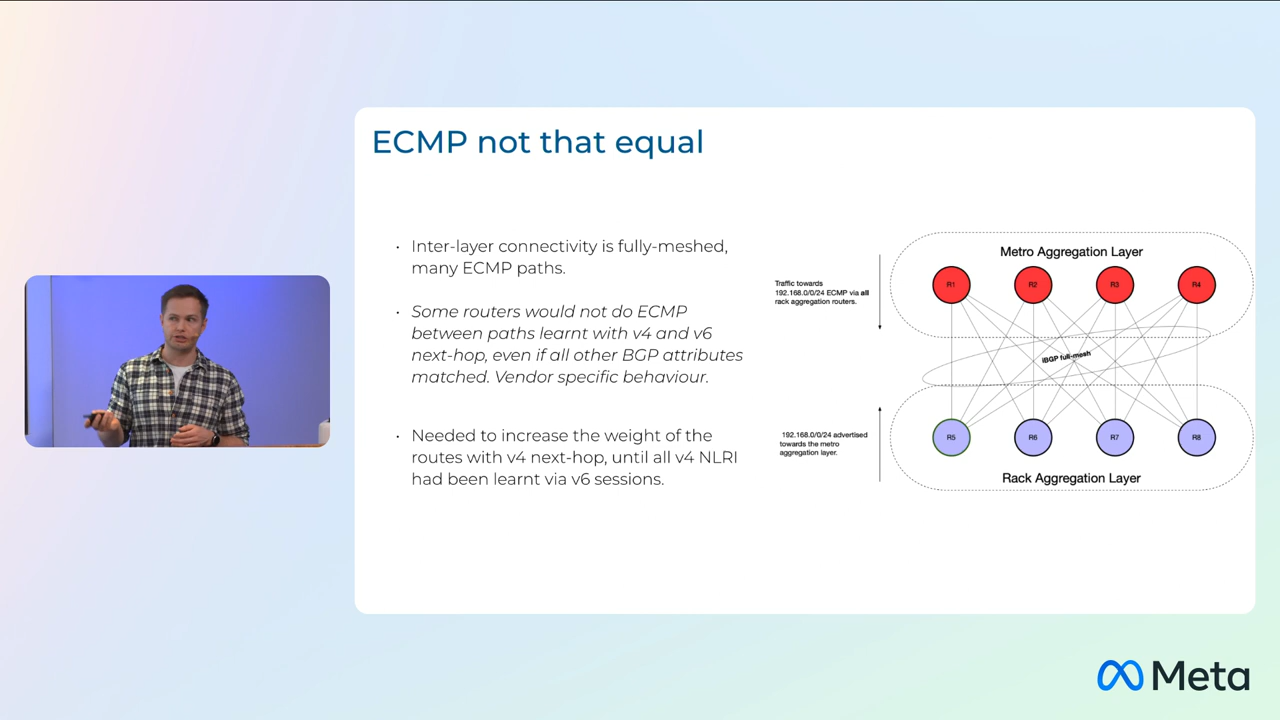 ECMP not that equal
• Inter-layer connectivity is fully-meshed,
many ECMP paths.
• Some routers would not do ECMP
between paths learnt with v4 and v6
next-hop, even if all other BGP attributes
matched. Vendor specific behaviour.
• Needed to increase the weight of the
routes with v4 next-hop, until all v4 NLRI
had been learnt via v6 sessions.
Metro Aggregation Layer
Traffic towards
192.168.0/0/24 ECMP via all
rack aggregation routers.
R1
R2
R3
R4
iBGP full-mesh
192.168.0/0/24 advertised
towards the metro
aggregation layer.
R5
R6
R7
R8
Rack Aggregation Layer
Meta